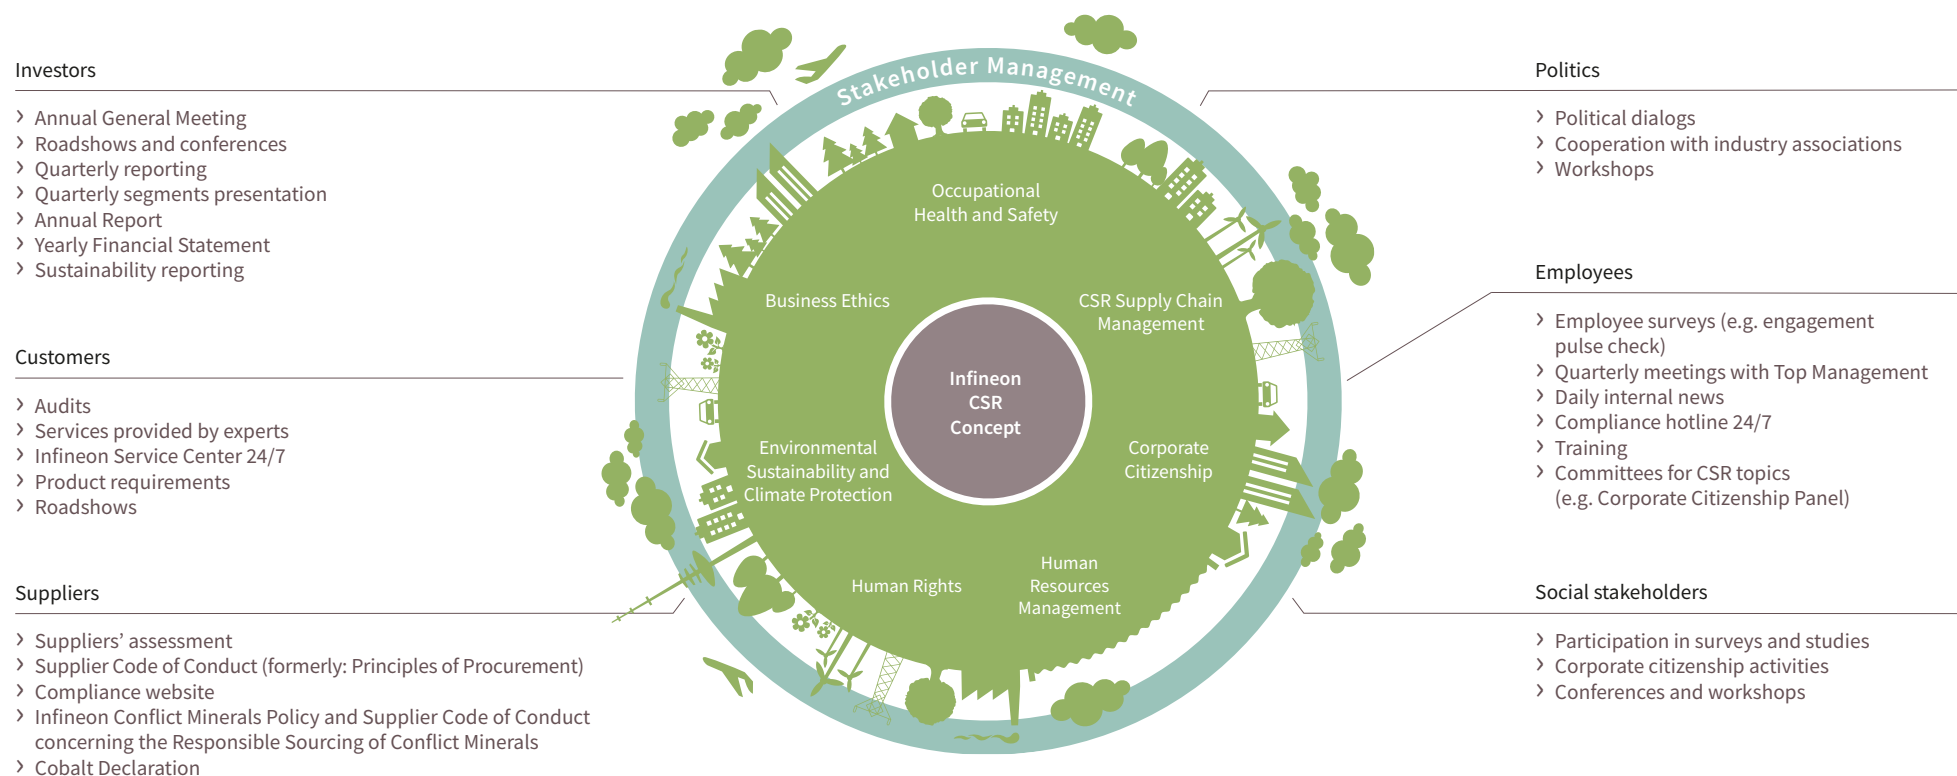 Investors
› Annual General Meeting
› Roadshows and conferences
› Quarterly reporting
› Quarterly segments presentation
› Annual Report
› Yearly Financial Statement
› Sustainability reporting
Customers
› Audits
› Services provided by experts
› Infineon Service Center 24/7
› Product requirements
› Roadshows
Suppliers
› Suppliers’ assessment
› Supplier Code of Conduct (formerly: Principles of Procurement)
› Compliance website
› Infineon Conflict Minerals Policy and Supplier Code of Conduct
concerning the Responsible Sourcing of Conflict Minerals
› Cobalt Declaration
Stakeholder Management
Occupational
Health and Safety
Business Ethics
CSR Supply Chain
Management
Infineon
CSR
Concept
Environmental
Sustainability and
Climate Protection
Corporate
Citizenship
Human Rights
Human
Resources
Management
Politics
› Political dialogs
› Cooperation with industry associations
› Workshops
Employees
› Employee surveys (e.g. engagement
pulse check)
› Quarterly meetings with Top Management
› Daily internal news
› Compliance hotline 24/7
› Training
› Committees for CSR topics
(e.g. Corporate Citizenship Panel)
Social stakeholders
› Participation in surveys and studies
› Corporate citizenship activities
› Conferences and workshops